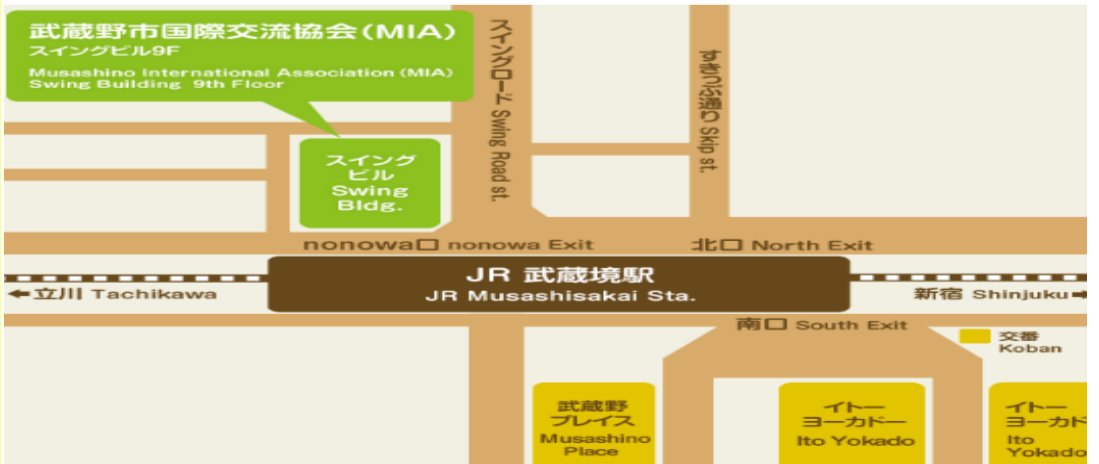 武蔵野市国際交流協会(MIA)
スイングビル9F
Musashino International Association (MIA)
Swing Building 9th Floor
スイングロード Swing Road st.
すきっぷ通り Skip st.
スイング
ビル
Swing
Bldg.
nonowa口 nonowa Exit
北口 North Exit
JR 武蔵境駅
JR Musashisakai Sta.
←立川 Tachikawa
新宿 Shinjuku→
南口 South Exit
交番
Koban
武蔵野
プレイス
Musashino
Place
イトー
ヨーカドー
Ito Yokado
イトー
ヨーカド
Ito
Yokado